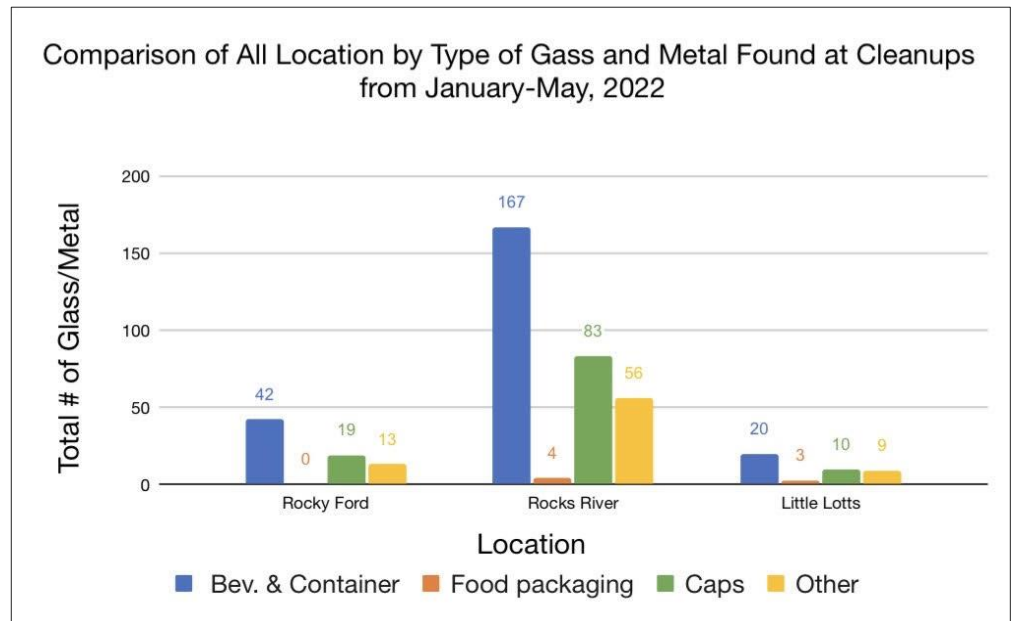 Comparison of All Location by Type of Gass and Metal Found at Cleanups
from January-May, 2022
Total # of Glass/Metal
200
150
100
50
0
42
0
19
13
167
4
83
56
20
3
10
9
Rocky Ford
Rocks River
Little Lotts
Location
Bev. & Container
Food packaging
Caps
Other